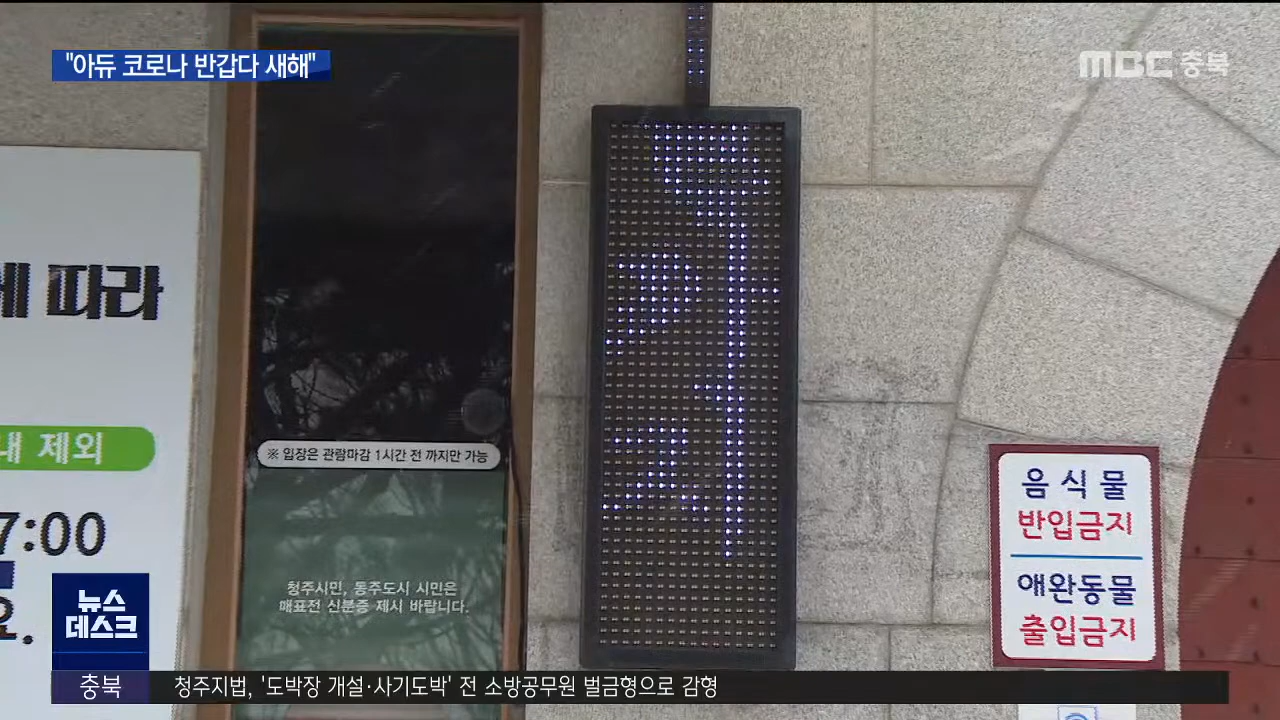 "아듀 코로나 반갑다 새해"
MBC 충북
에 따라
내 제외
7:00
※ 입장은 관람마감 1시간 전 까지만 가능
청주시민, 동주도시 시민은
매표전 신분증 제시 바랍니다.
음식물
반입금지
애완동물
출입금지
뉴스
데스크
충북
청주지법, '도박장 개설·사기도박' 전 소방공무원 벌금형으로 감형